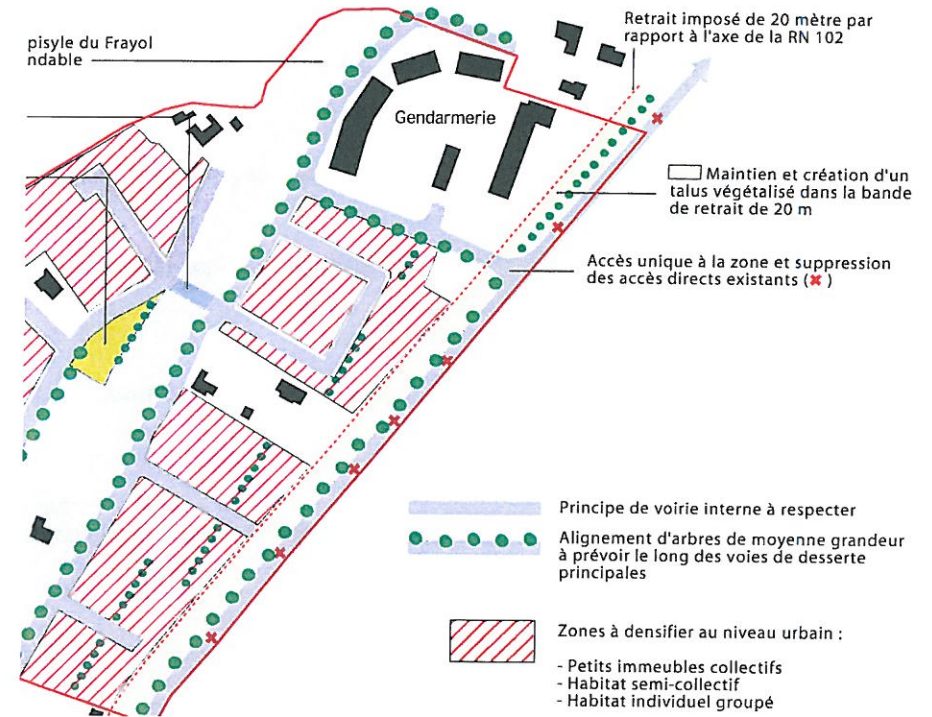 pisyle du Frayol
ndable
Retrait imposé de 20 mètre par
rapport à l'axe de la RN 102
Gendarmerie
Maintien et création d'un
talus végétalisé dans la bande
de retrait de 20 m
Accès unique à la zone et suppression
des accès directs existants (✖)
Principe de voirie interne à respecter
Alignement d'arbres de moyenne grandeur
à prévoir le long des voies de desserte
principales
Zones à densifier au niveau urbain :
- Petits immeubles collectifs
- Habitat semi-collectif
- Habitat individuel groupé